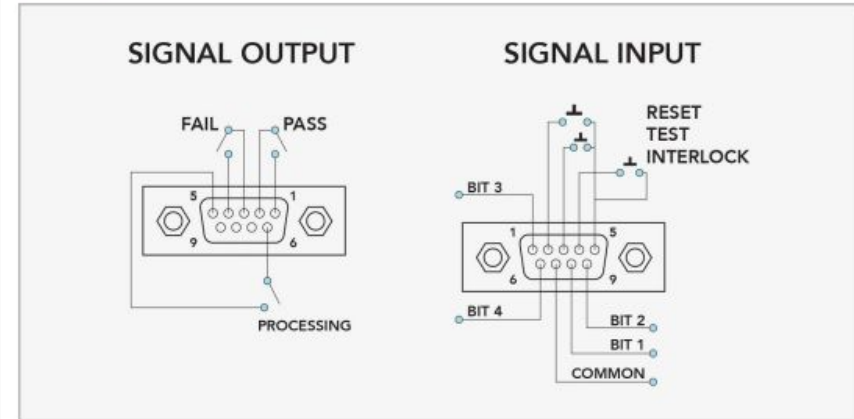 SIGNAL OUTPUT
FAIL
PASS
5
1
9
6
PROCESSING
SIGNAL INPUT
RESET
TEST
INTERLOCK
BIT 3
1
5
6
9
BIT 4
BIT 2
BIT 1
COMMON